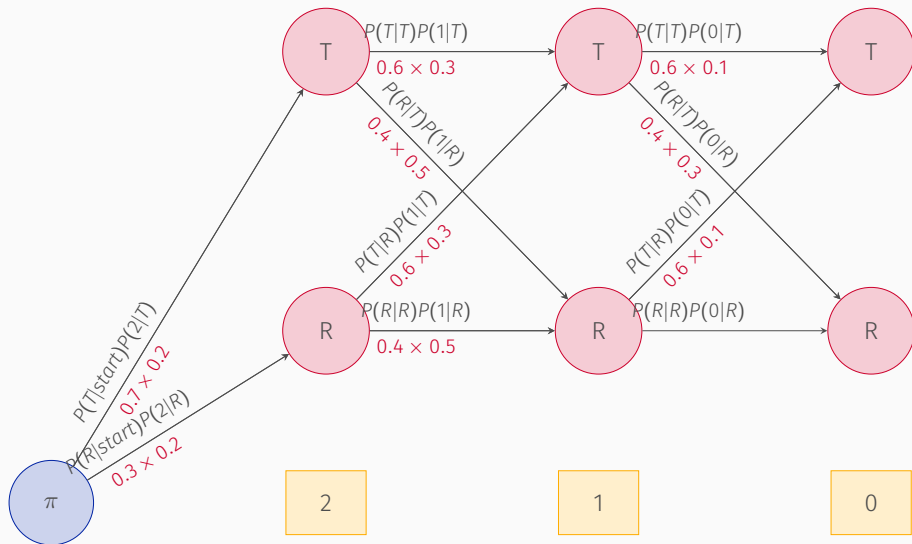 T
P(T|T)P(1|T)
0.6 × 0.3
T
P(T|T)P(0|T)
0.6 × 0.1
T
P(R|T)P(1|R)
0.4 × 0.5
P(R|T)P(0|R)
0.4 × 0.3
P(T|R)P(1|T)
0.6 × 0.3
P(T|R)P(0|T)
0.6 × 0.1
R
P(R|R)P(1|R)
0.4 × 0.5
R
P(R|R)P(0|R)
R
P(T|start)P(2|T)
0.7 × 0.2
P(R|start)P(2|R)
0.3 × 0.2
π
2
1
0